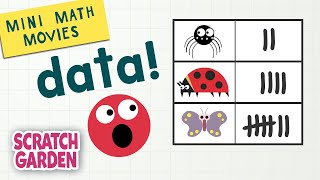 MINI MATH
MOVIES
data!
SCRATCH
GARDEN